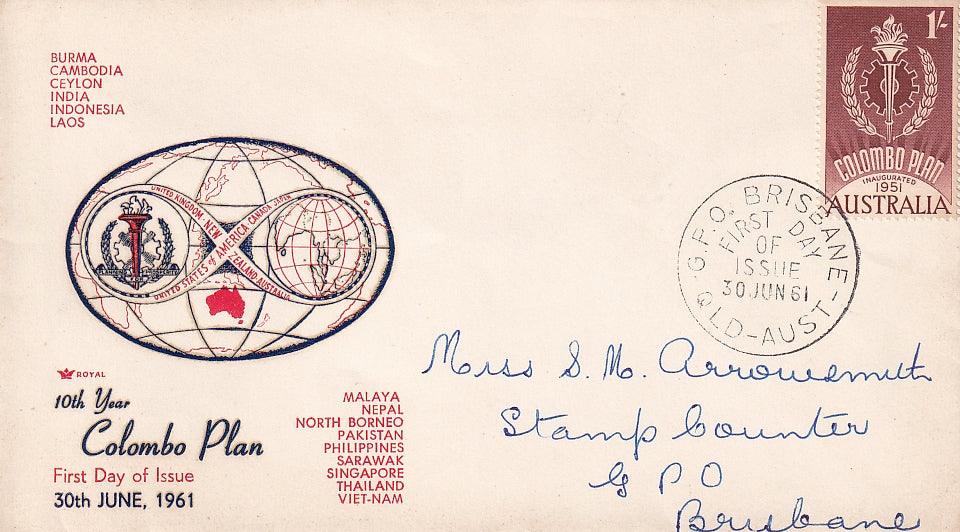 BURMA
CAMBODIA
CEYLON
INDIA
INDONESIA
LAOS
1/-
COLOMBO PLAN
INAUGURATED
1951
AUSTRALIA
G.P.O. BRISBANE-
QLD-AUST-
FIRST
DAY
OF
ISSUE
30 JUN 61
UNITED KINGDOM · NEW ZEALAND · AUSTRALIA
UNITED STATES of AMERICA CANADA JAPAN
ROYAL
10th Year
Colombo Plan
First Day of Issue
30th JUNE, 1961
MALAYA
NEPAL
NORTH BORNEO
PAKISTAN
PHILIPPINES
SARAWAK
SINGAPORE
THAILAND
VIET-NAM
Miss S. M. Arrowsmith
Stamp Counter
G P O
Brisbane